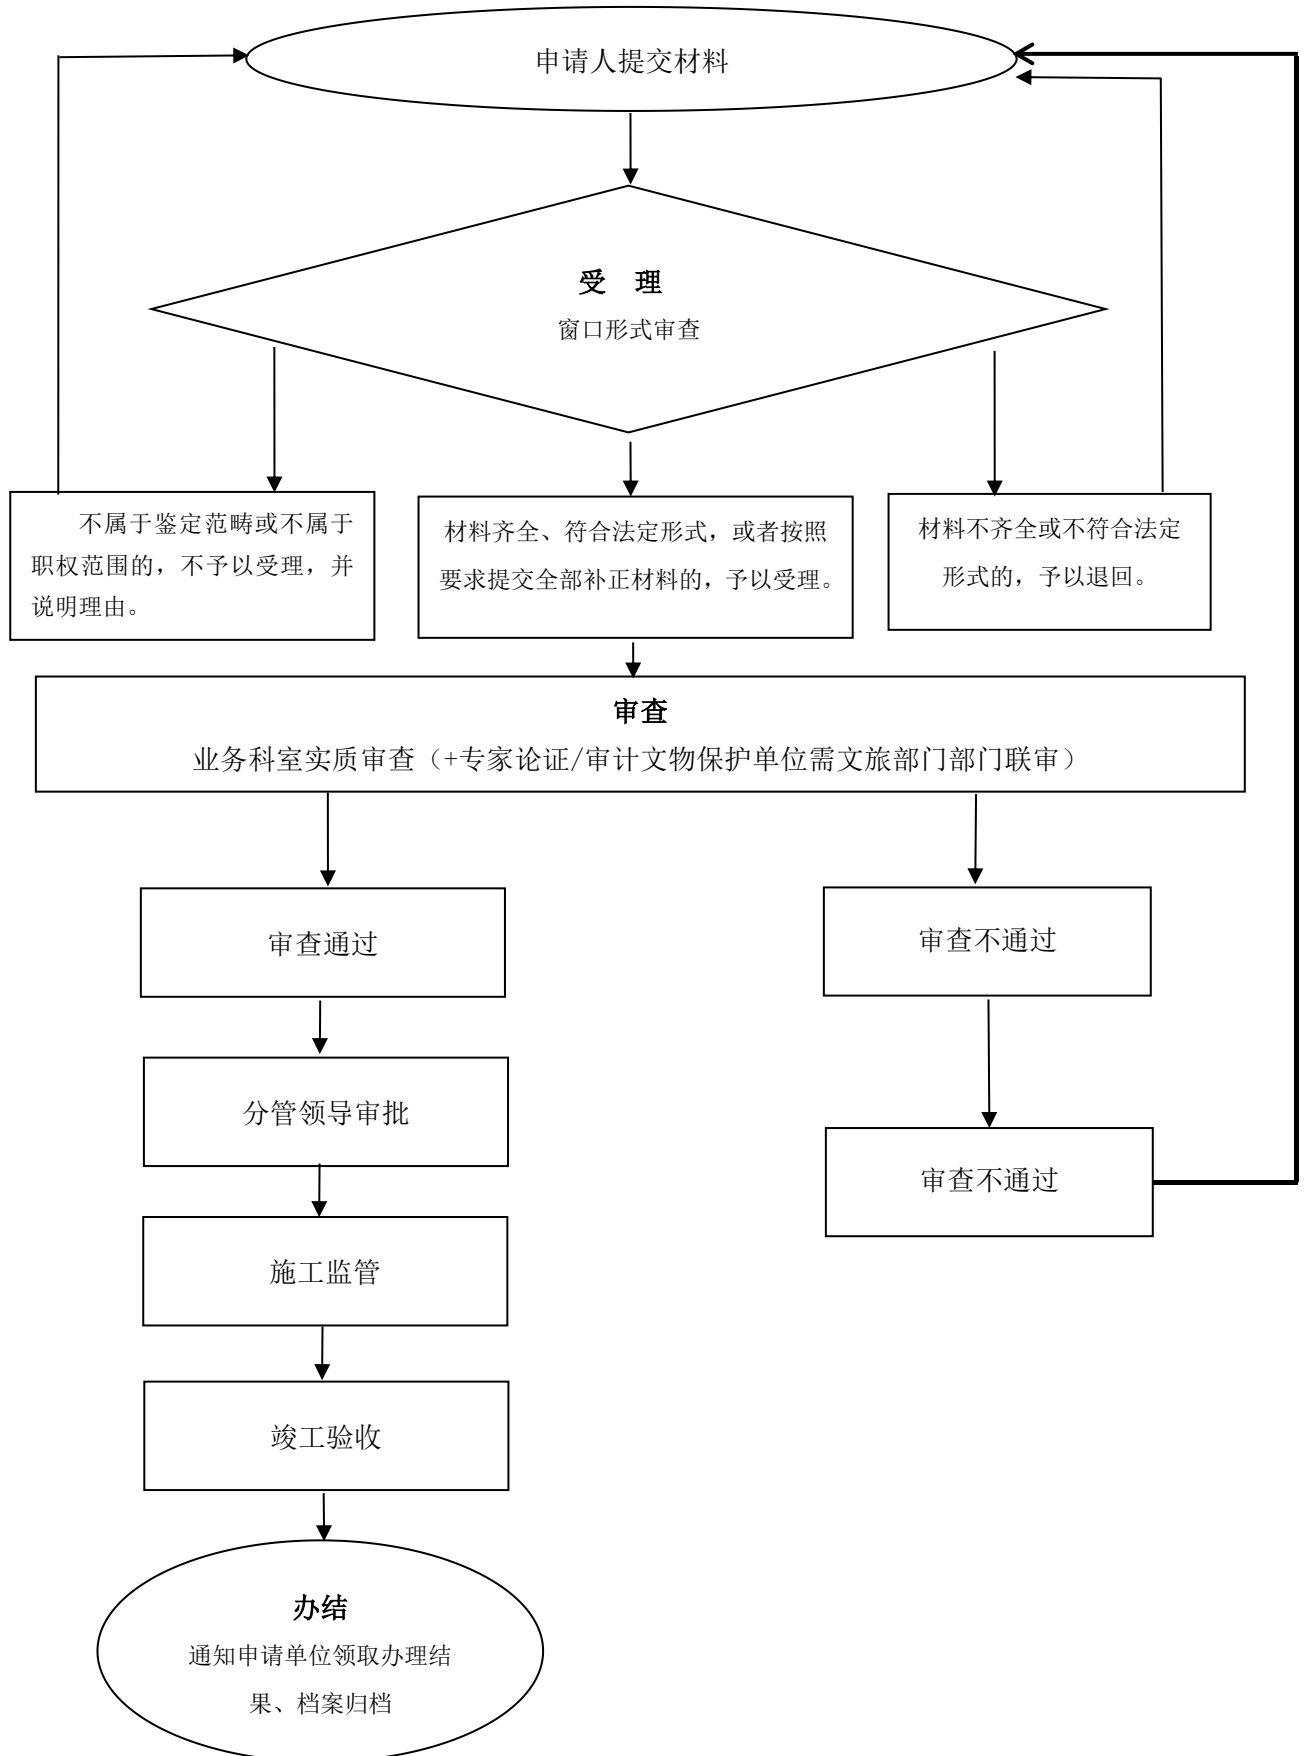 申请人提交材料
受　理
窗口形式审查
不属于鉴定范畴或不属于
职权范围的，不予以受理，并
说明理由。
材料齐全、符合法定形式，或者按照
要求提交全部补正材料的，予以受理。
材料不齐全或不符合法定
形式的，予以退回。
审查
业务科室实质审查（+专家论证/审计文物保护单位需文旅部门部门联审）
审查通过
审查不通过
分管领导审批
审查不通过
施工监管
竣工验收
办结
通知申请单位领取办理结
果、档案归档